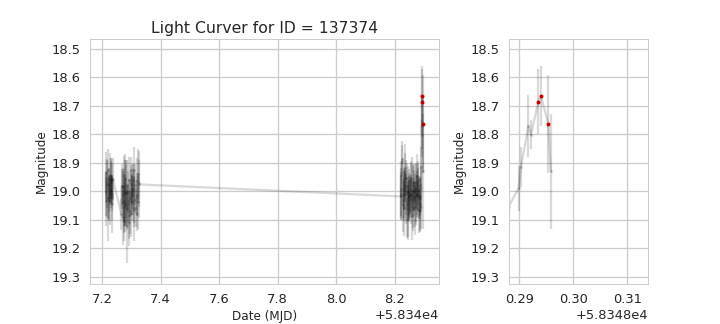 Light Curver for ID = 137374
18.5
18.6
18.7
18.8
18.9
19.0
19.1
19.2
19.3
Magnitude
7.2 7.4 7.6 7.8 8.0 8.2
+5.834e4
Date (MJD)
18.5
18.6
18.7
18.8
18.9
19.0
19.1
19.2
19.3
Magnitude
0.29 0.30 0.31
+5.8348e4